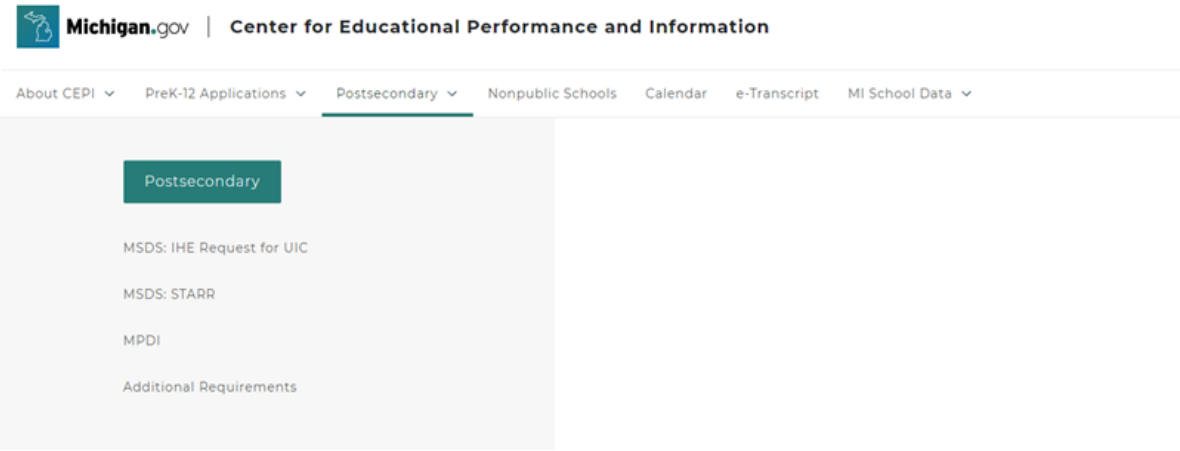 Michigan.gov | Center for Educational Performance and Information
About CEPI PreK-12 Applications Postsecondary Nonpublic Schools Calendar e-Transcript MI School Data
Postsecondary
MSDS: IHE Request for UIC
MSDS: STARR
MPDI
Additional Requirements